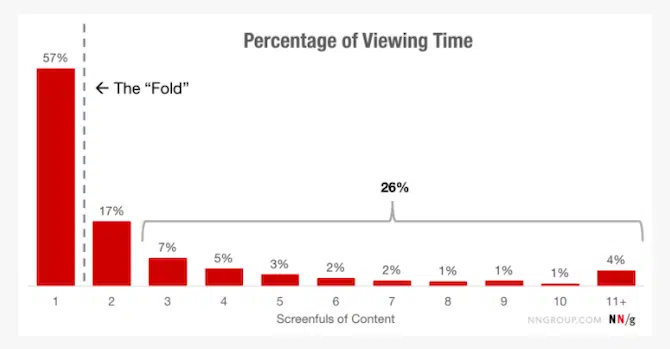 Percentage of Viewing Time
57%
← The “Fold”
26%
17%
7%
5%
3%
2%
2%
1%
1%
1%
4%
1 2 3 4 5 6 7 8 9 10 11+
Screenfuls of Content
NNGROUP.COM NN/g